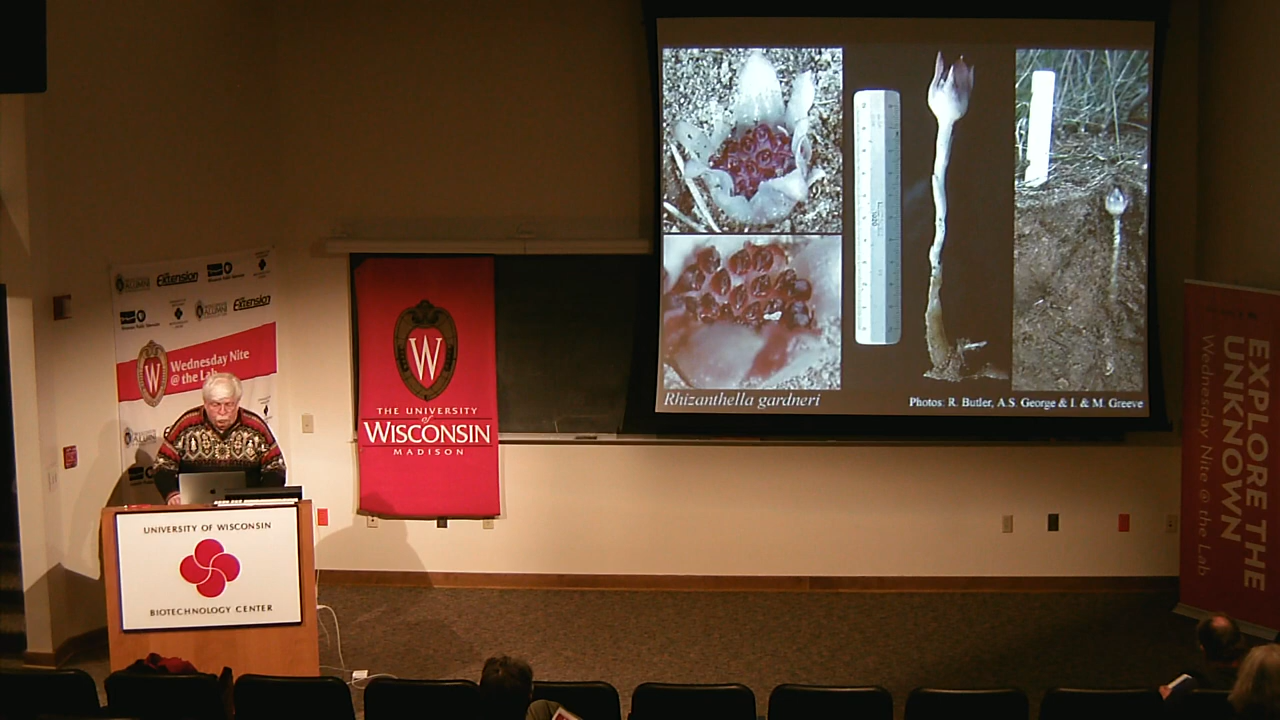 Rhizanthella gardneri
Photos: R. Butler, A.S. George & I. & M. Greeve
Extension
ALUMNI
Extension
Wednesday Nite
@ the Lab
W
W
THE UNIVERSITY
of
WISCONSIN
MADISON
UNIVERSITY OF WISCONSIN
BIOTECHNOLOGY CENTER
EXPLORE THE
UNKNOWN
Wednesday Nite @ the Lab